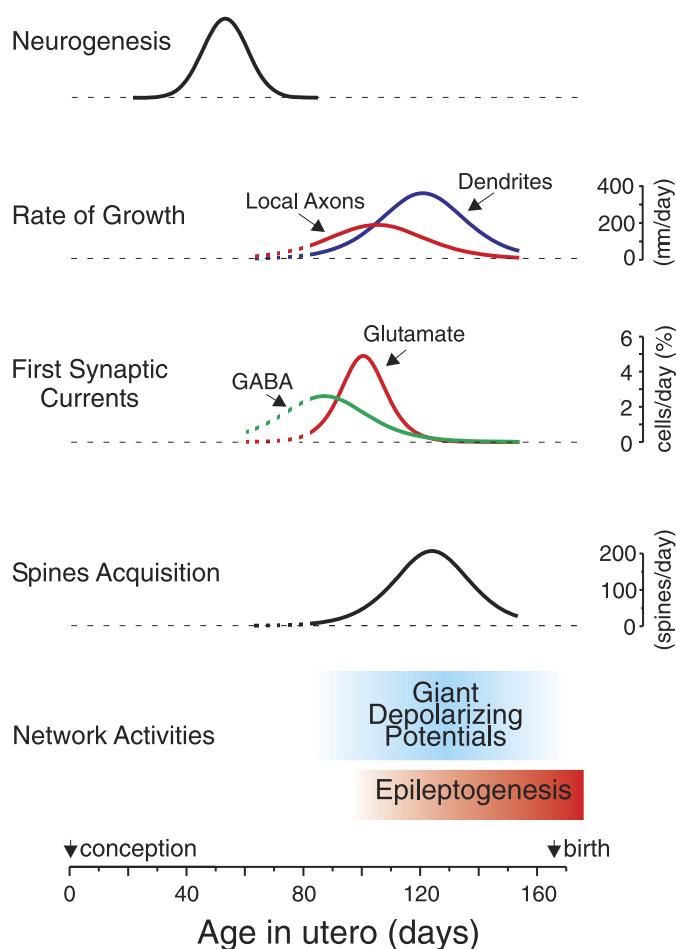 Neurogenesis
Rate of Growth
Local Axons
Dendrites
400
200
0
(mm/day)
First Synaptic
Currents
GABA
Glutamate
6
4
2
0
cells/day (%)
Spines Acquisition
200
100
0
(spines/day)
Network Activities
Giant
Depolarizing
Potentials
Epileptogenesis
conception
birth
0 40 80 120 160
Age in utero (days)